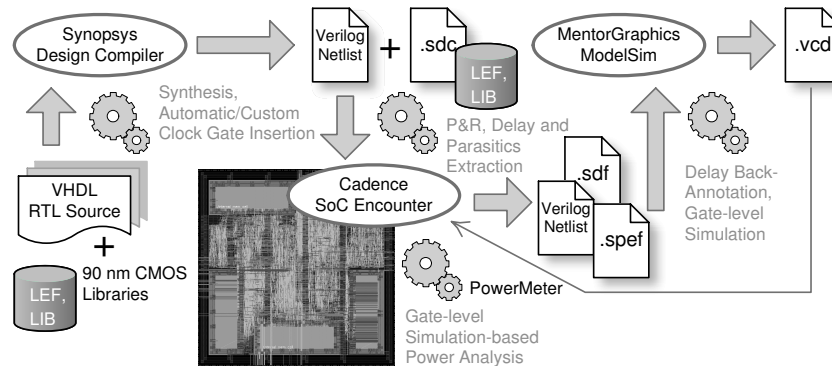 Synopsys
Design Compiler
Verilog
Netlist
+
.sdc
LEF,
LIB
MentorGraphics
ModelSim
.vcd
Synthesis,
Automatic/Custom
Clock Gate Insertion
P&R, Delay and
Parasitics
Extraction
VHDL
RTL Source
+
LEF,
LIB
90 nm CMOS
Libraries
Cadence
SoC Encounter
Verilog
Netlist
.sdf
.spef
Delay Back-
Annotation,
Gate-level
Simulation
PowerMeter
Gate-level
Simulation-based
Power Analysis